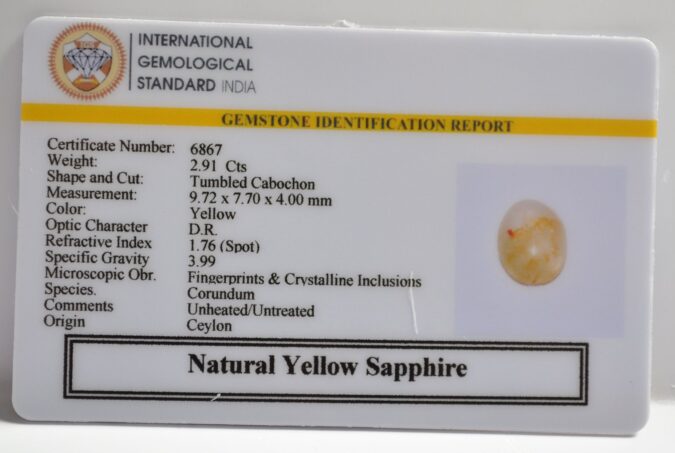 INTERNATIONAL
GEMOLOGICAL
STANDARD INDIA
GEMSTONE IDENTIFICATION REPORT
Certificate Number: 6867
Weight: 2.91 Cts
Shape and Cut: Tumbled Cabochon
Measurement: 9.72 x 7.70 x 4.00 mm
Color: Yellow
Optic Character D.R.
Refractive Index 1.76 (Spot)
Specific Gravity 3.99
Microscopic Obr. Fingerprints & Crystalline Inclusions
Species. Corundum
Comments Unheated/Untreated
Origin Ceylon
Natural Yellow Sapphire